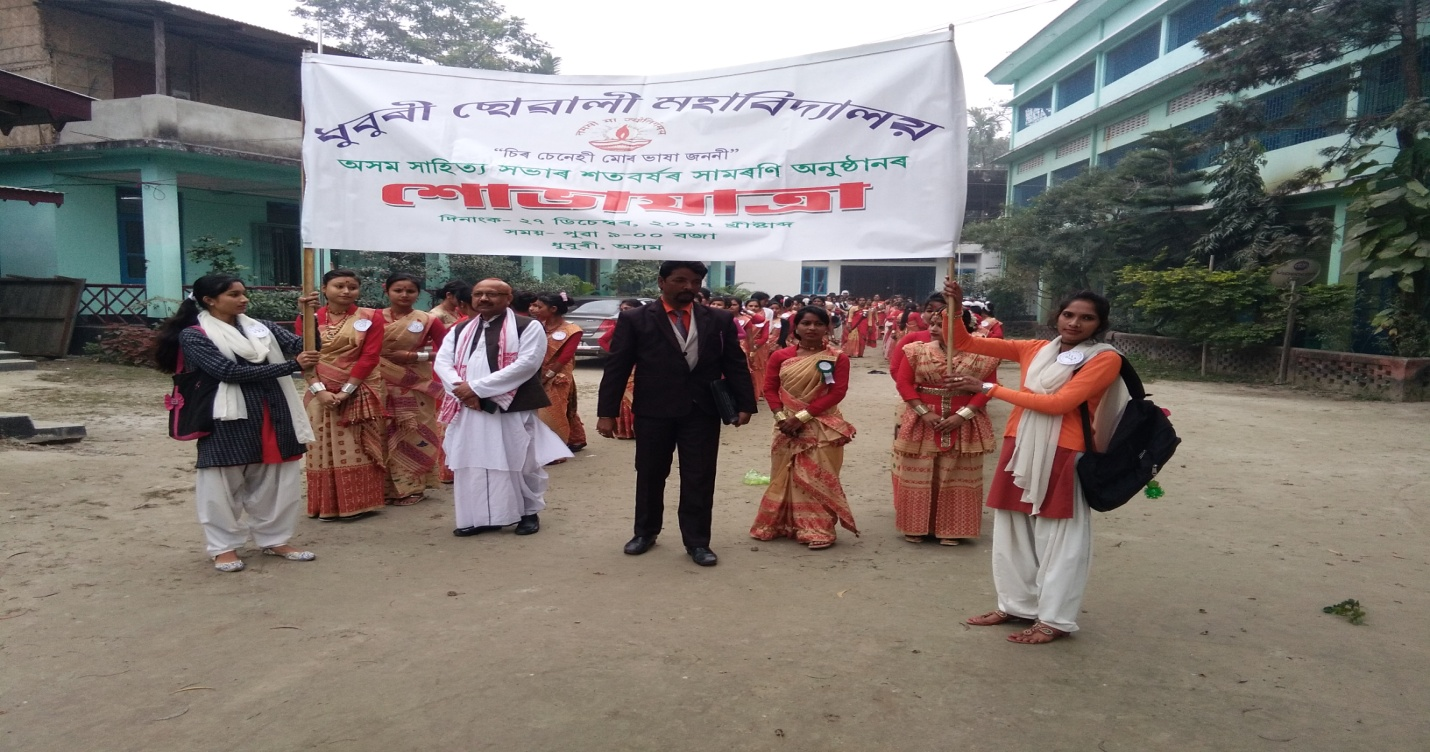 ধুবুৰী ছোৱালী মহাবিদ্যালয়
“চিৰ চেনেহী মোৰ ভাষা জননী”
অসম সাহিত্য সভাৰ শতবৰ্ষৰ সামৰণি অনুষ্ঠানৰ
শোভাযাত্ৰা
দিনাংক- ২৭ ডিচেম্বৰ, ২০১৭ খ্ৰীষ্টাব্দ
সময়- পুৱা ৯-০০ বজা
ধুবুৰী, অসম